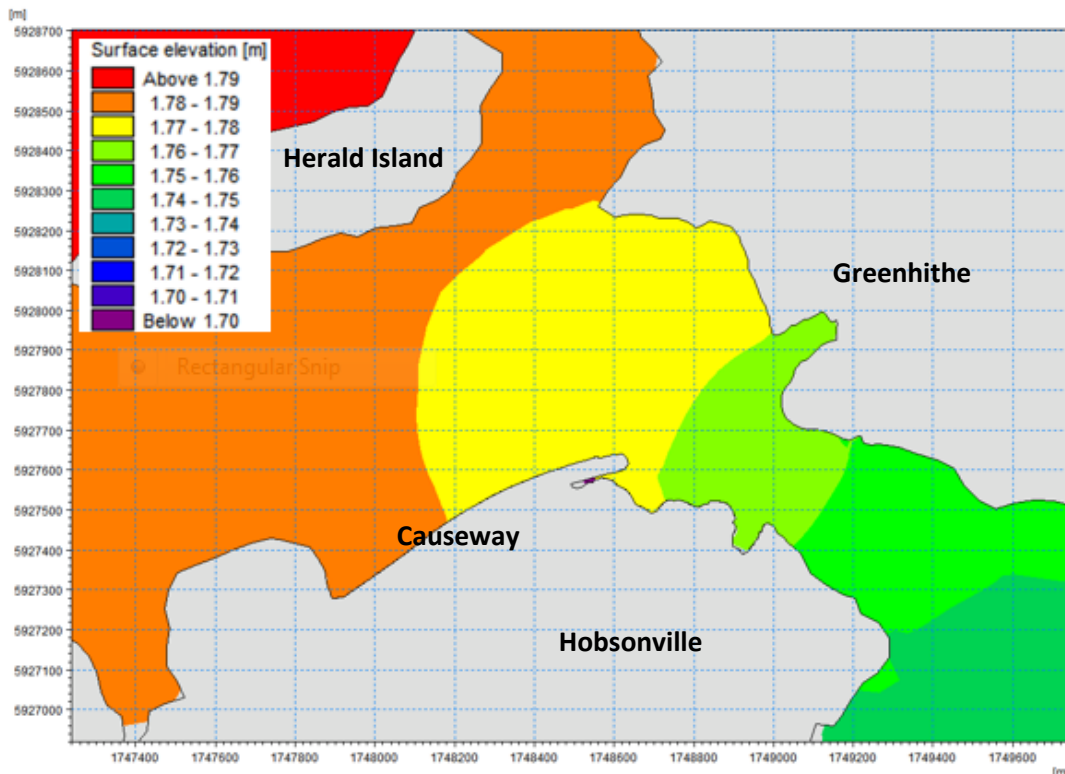 [m]
5928700
5928600
5928500
5928400
5928300
5928200
5928100
5928000
5927900
5927800
5927700
5927600
5927500
5927400
5927300
5927200
5927100
5927000
Surface elevation [m]
Above 1.79
1.78 - 1.79
1.77 - 1.78
1.76 - 1.77
1.75 - 1.76
1.74 - 1.75
1.73 - 1.74
1.72 - 1.73
1.71 - 1.72
1.70 - 1.71
Below 1.70
Herald Island
Greenhithe
Rectangular Snip
Causeway
Hobsonville
1747400 1747600 1747800 1748000 1748200 1748400 1748600 1748800 1749000 1749200 1749400 1749600